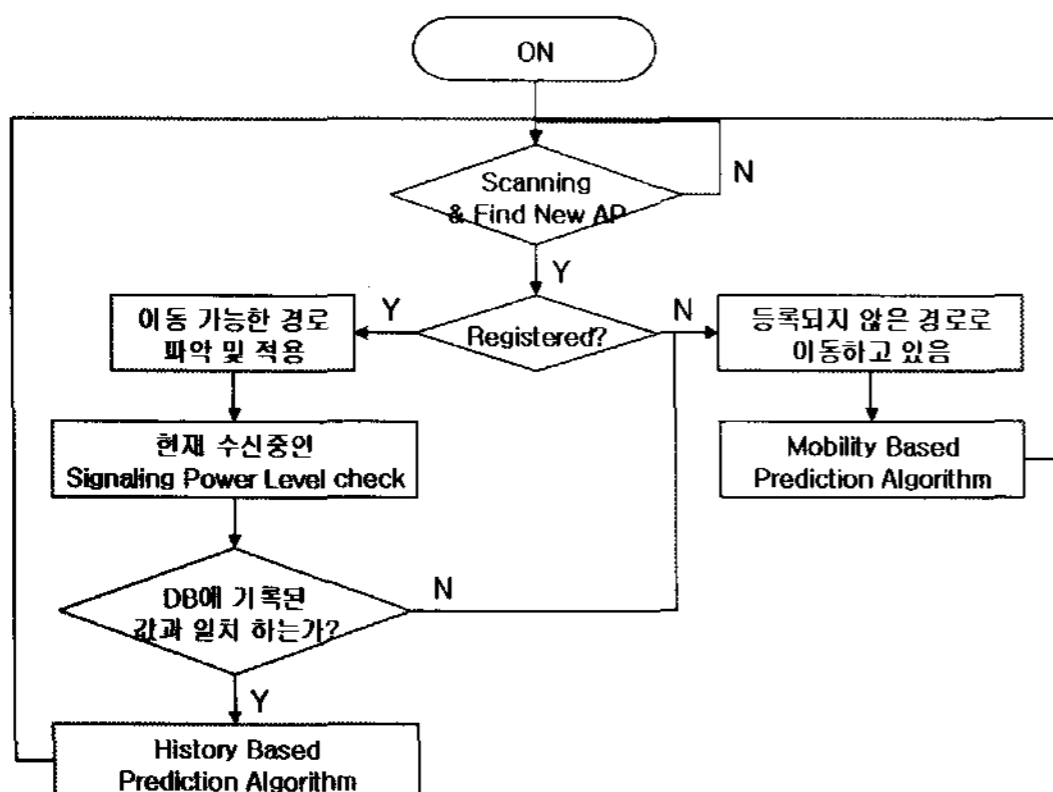 ON
Scanning
& Find New AP
N
Y
Registered?
Y
N
이동 가능한 경로
파악 및 적용
등록되지 않은 경로로
이동하고 있음
현재 수신중인
Signaling Power Level check
Mobility Based
Prediction Algorithm
DB에 기록된
값과 일치 하는가?
N
Y
History Based
Prediction Algorithm